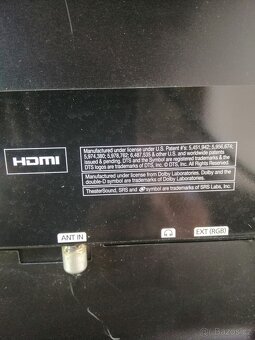 HDMI
Manufactured under license under U.S. Patent #'s: 5,451,942; 5,956,674;
5,974,380; 5,978,762; 6,487,535 & other U.S. and worldwide patents
issued & pending. DTS and the Symbol are registered trademarks &
DTS logos are trademarks of DTS, Inc. © DTS, Inc. All Rights Reserved.
Manufactured under license from Dolby Laboratories. Dolby and the
double-D symbol are trademarks of Dolby Laboratories.
TheaterSound, SRS and symbol are trademarks of SRS Labs, Inc.
ANT IN
EXT (RGB)